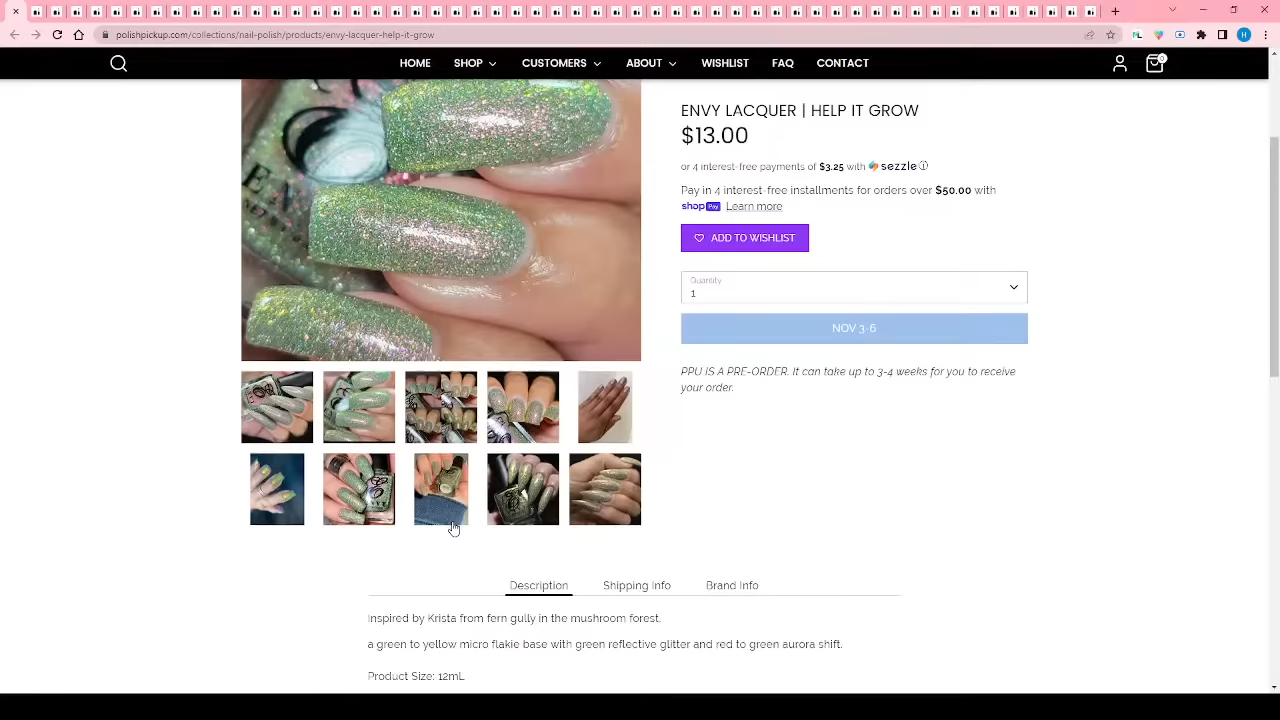 polishpickup.com/collections/nail-polish/products/envy-lacquer-help-it-grow
HOME SHOP CUSTOMERS ABOUT WISHLIST FAQ CONTACT
0
ENVY LACQUER | HELP IT GROW
$13.00
or 4 interest-free payments of $3.25 with sezzle
Pay in 4 interest-free installments for orders over $50.00 with
shop Pay Learn more
ADD TO WISHLIST
Quantity
1
NOV 3-6
PPU IS A PRE-ORDER. It can take up to 3-4 weeks for you to receive
your order.
Description Shipping Info Brand Info
Inspired by Krista from fern gully in the mushroom forest.
a green to yellow micro flakie base with green reflective glitter and red to green aurora shift.
Product Size: 12mL